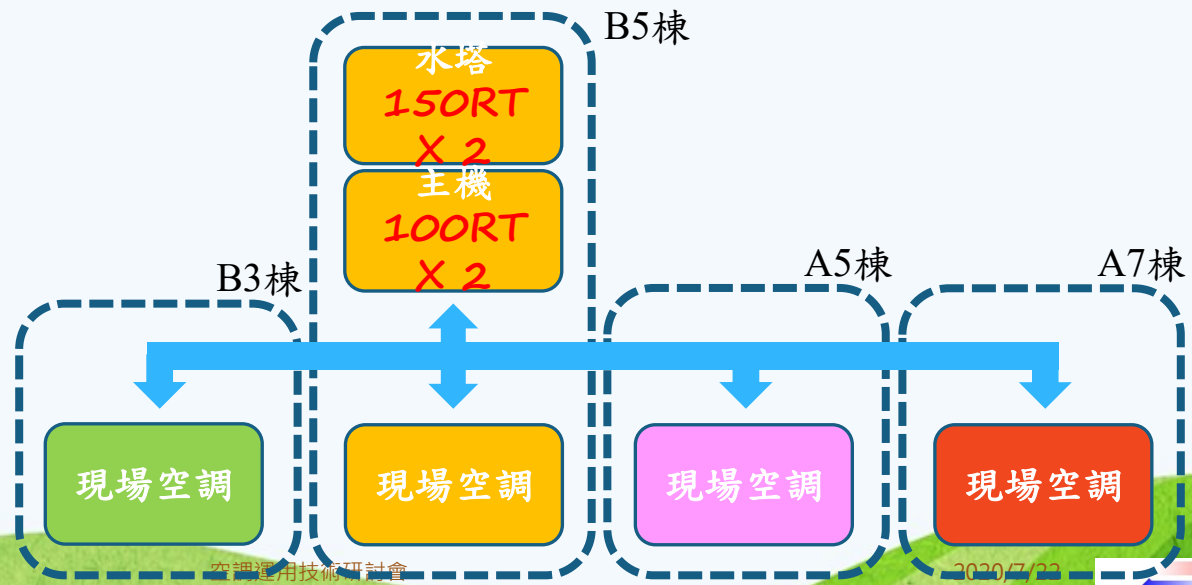 B5棟
水塔
150RT
X 2
主機
100RT
X 2
B3棟
A5棟
A7棟
現場空調
現場空調
現場空調
現場空調
空調運用技術研討會
2020/7/22